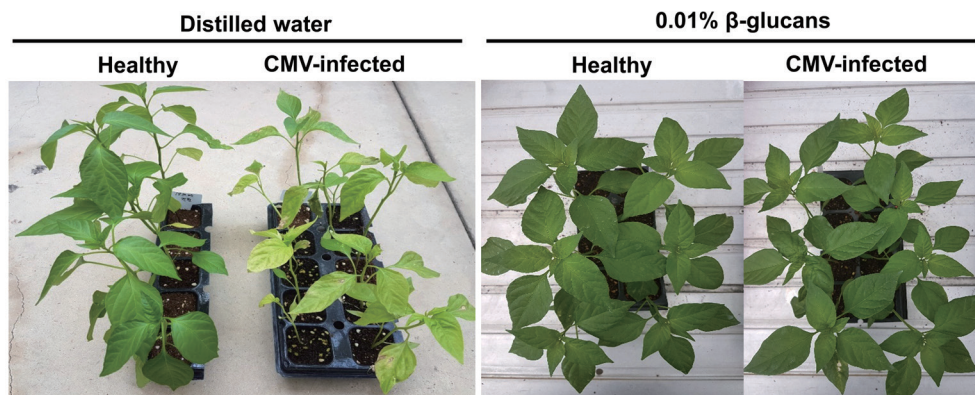 Distilled water
0.01% β-glucans
Healthy
CMV-infected
Healthy
CMV-infected